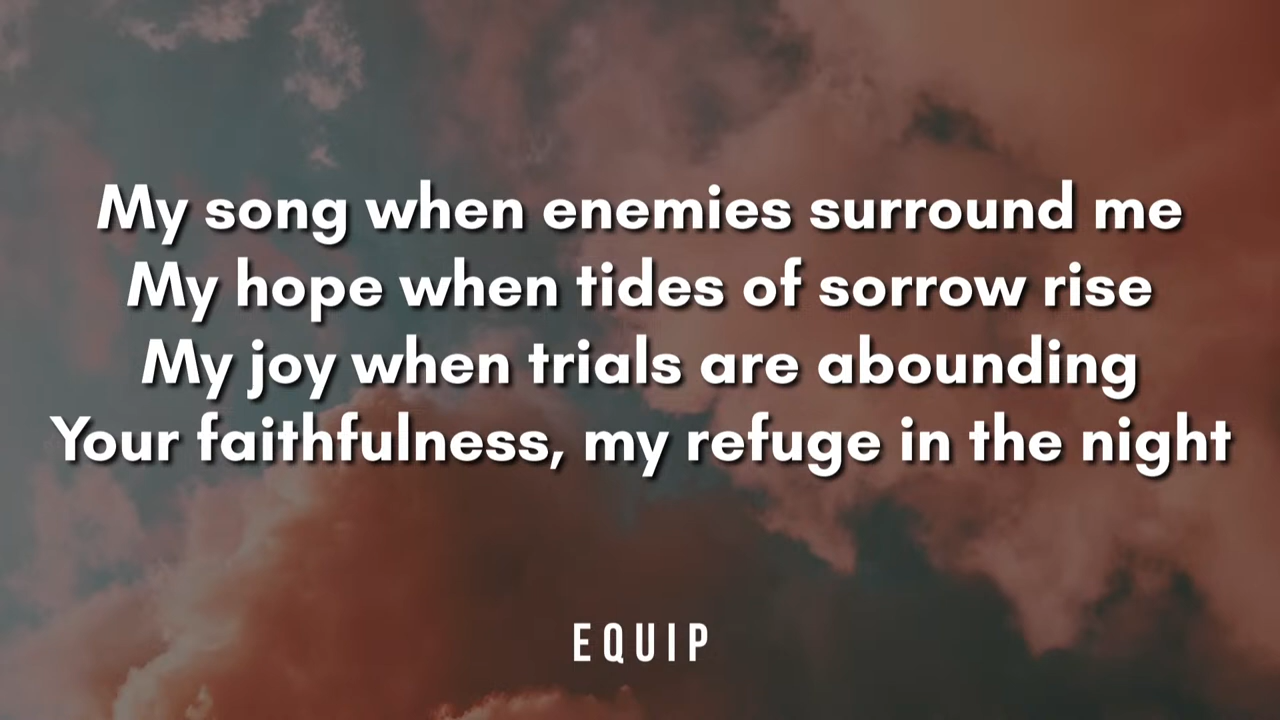 My song when enemies surround me
My hope when tides of sorrow rise
My joy when trials are abounding
Your faithfulness, my refuge in the night
EQUIP